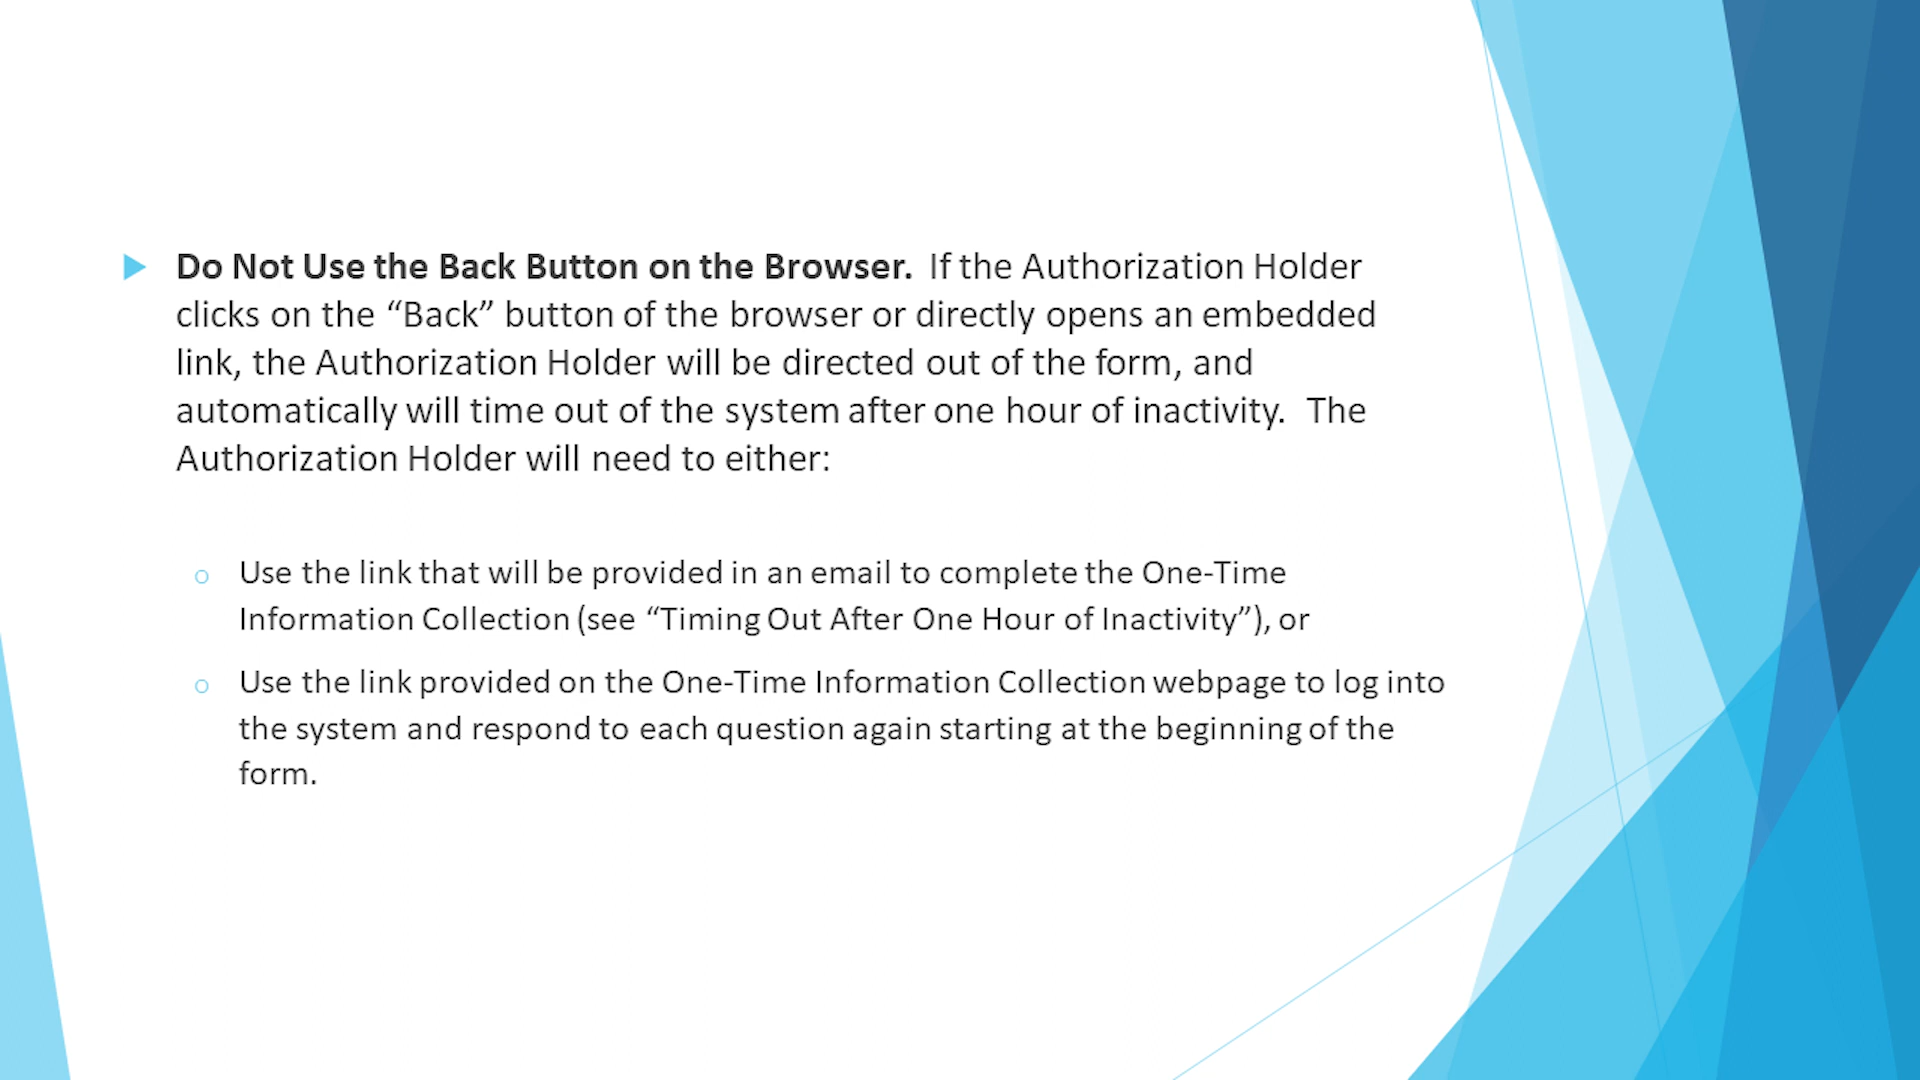 Do Not Use the Back Button on the Browser.  If the Authorization Holder
clicks on the “Back” button of the browser or directly opens an embedded
link, the Authorization Holder will be directed out of the form, and
automatically will time out of the system after one hour of inactivity.  The
Authorization Holder will need to either:
o Use the link that will be provided in an email to complete the One-Time
Information Collection (see “Timing Out After One Hour of Inactivity”), or
o Use the link provided on the One-Time Information Collection webpage to log into
the system and respond to each question again starting at the beginning of the
form.